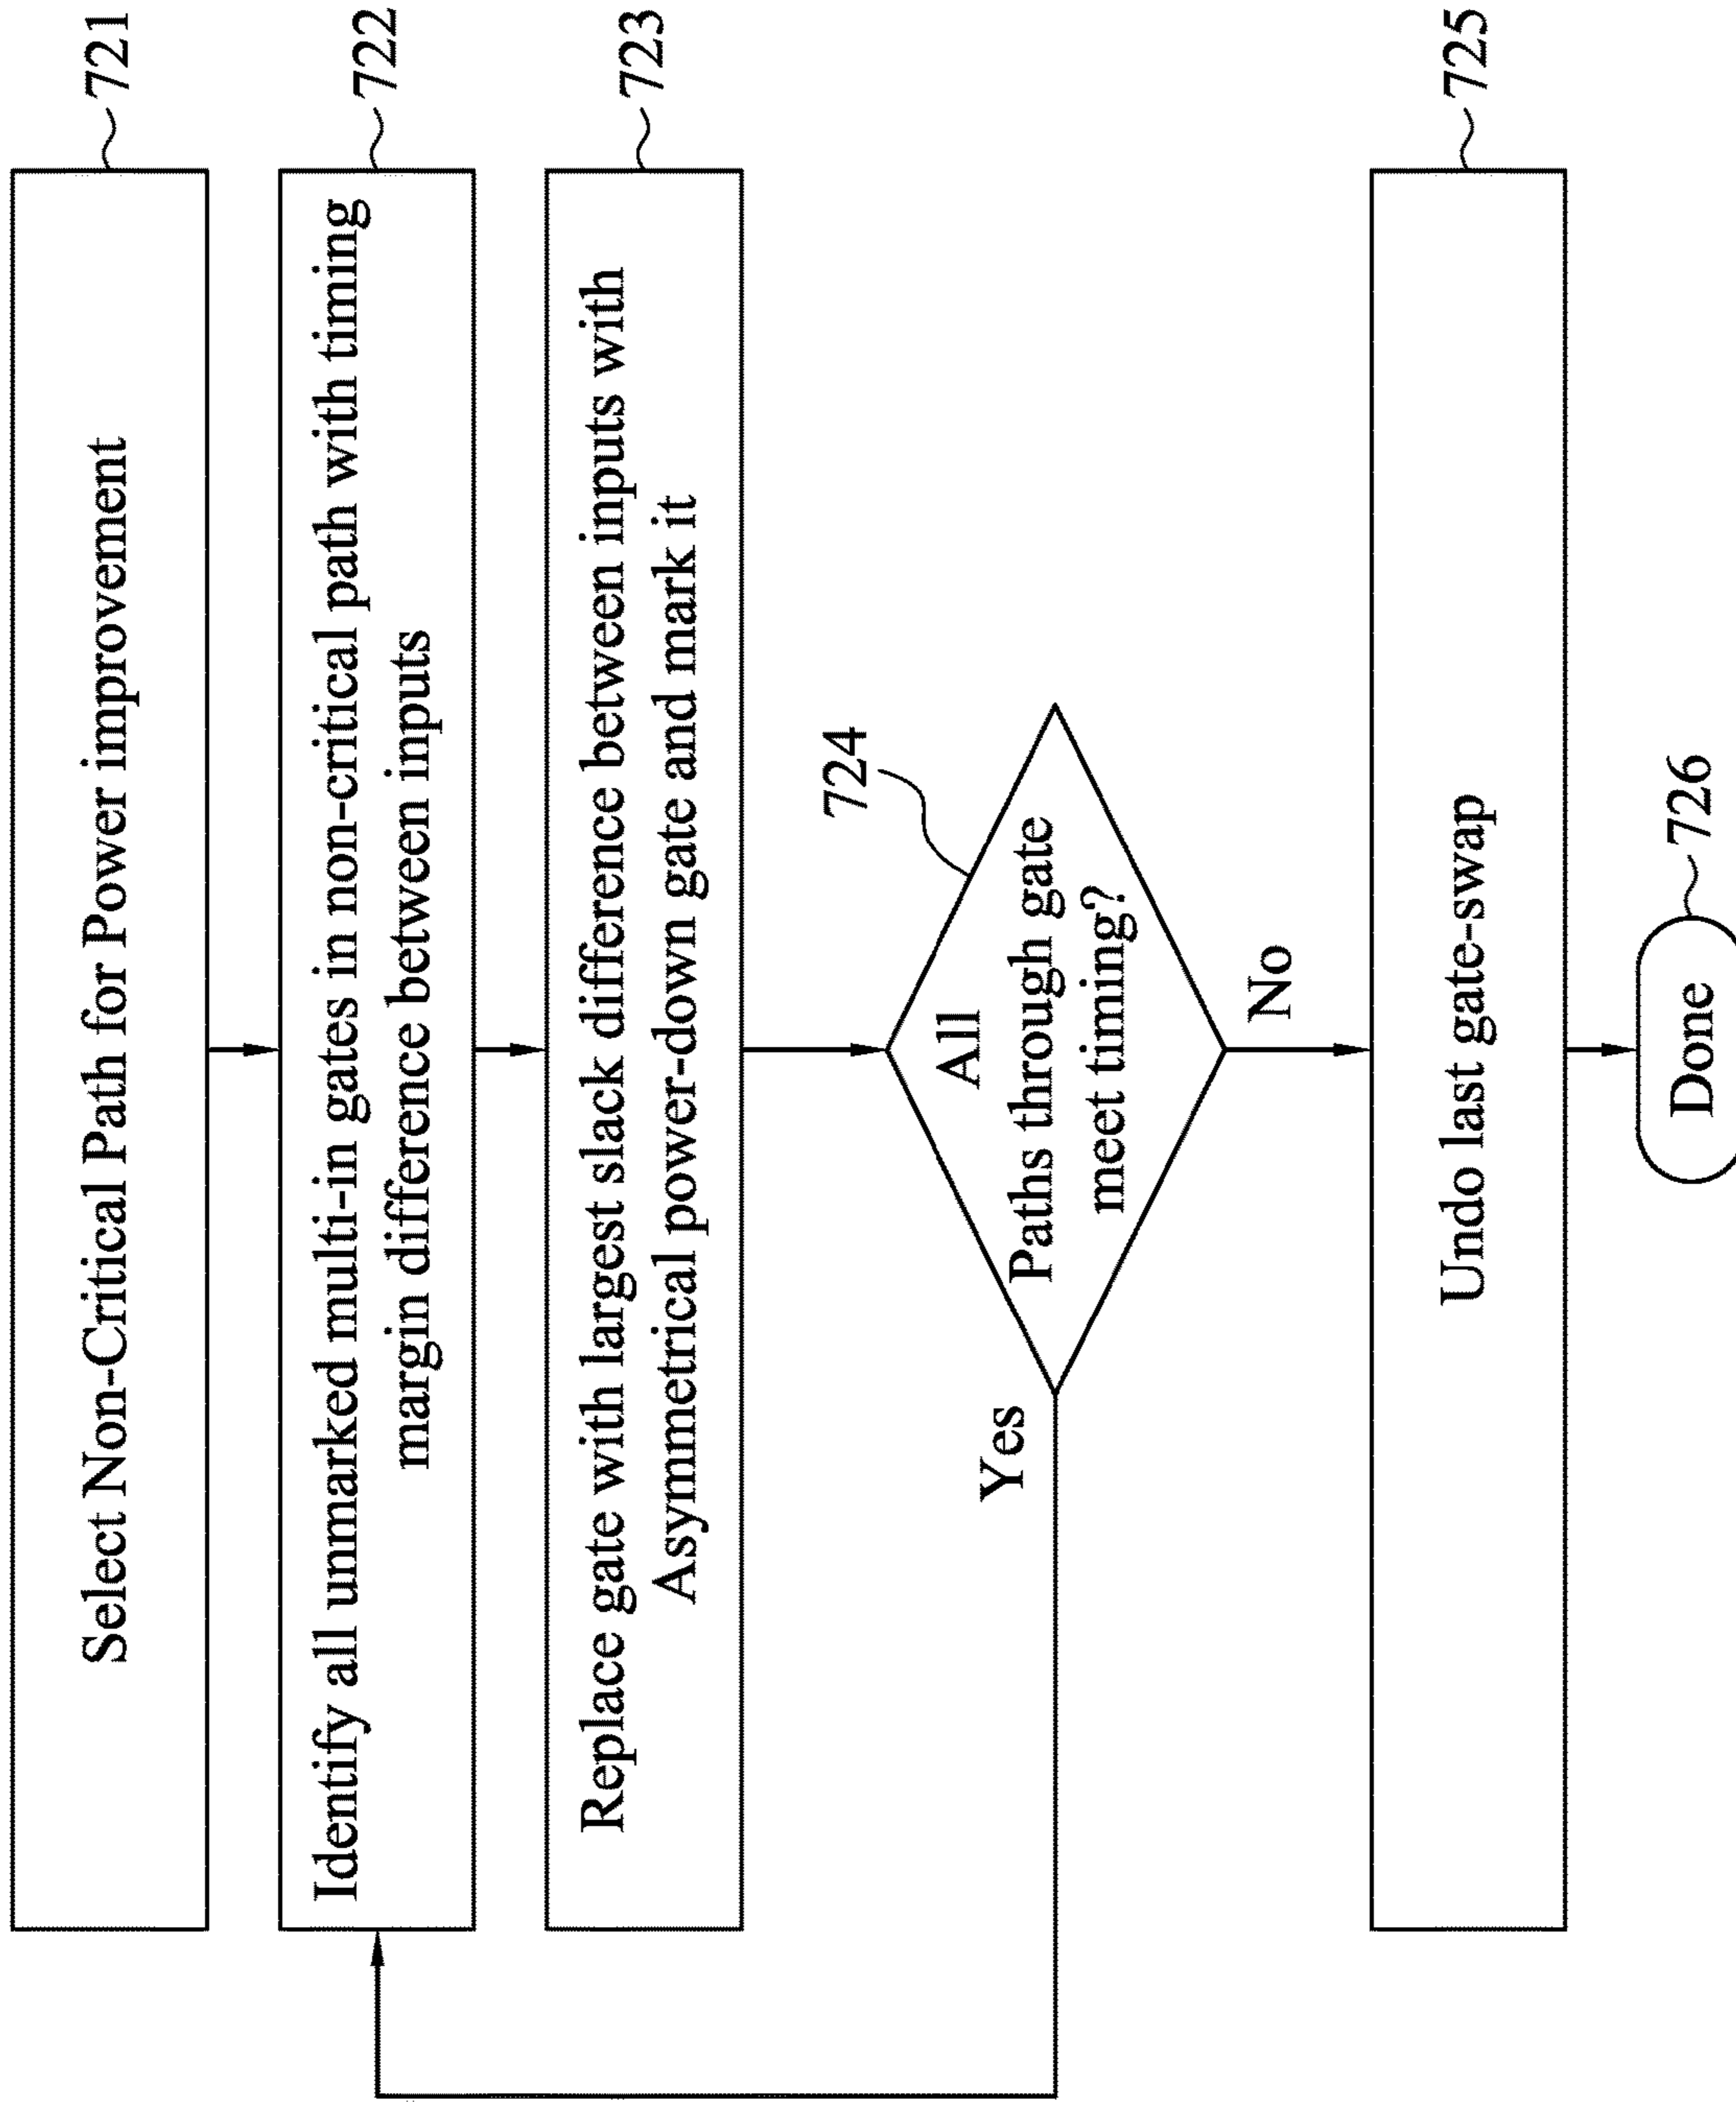 Select Non-Critical Path for Power improvement
721
Identify all unmarked multi-in gates in non-critical path with timing
margin difference between inputs
722
Replace gate with largest slack difference between inputs with
Asymmetrical power-down gate and mark it
723
All
Paths through gate
meet timing?
724
Yes
No
Undo last gate-swap
725
Done
726